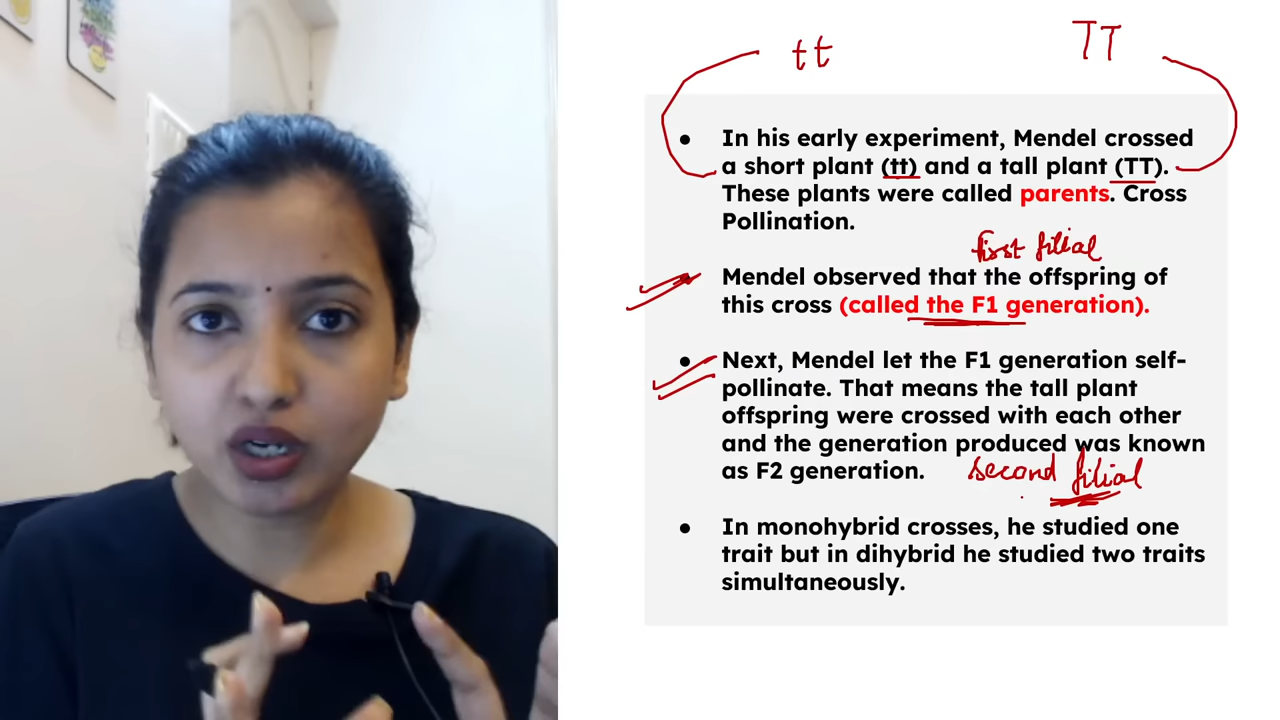 tt TT
• In his early experiment, Mendel crossed
a short plant (tt) and a tall plant (TT).
These plants were called parents. Cross
Pollination.
first filial
Mendel observed that the offspring of
this cross (called the F1 generation).
• Next, Mendel let the F1 generation self-
pollinate. That means the tall plant
offspring were crossed with each other
and the generation produced was known
as F2 generation. second filial
• In monohybrid crosses, he studied one
trait but in dihybrid he studied two traits
simultaneously.